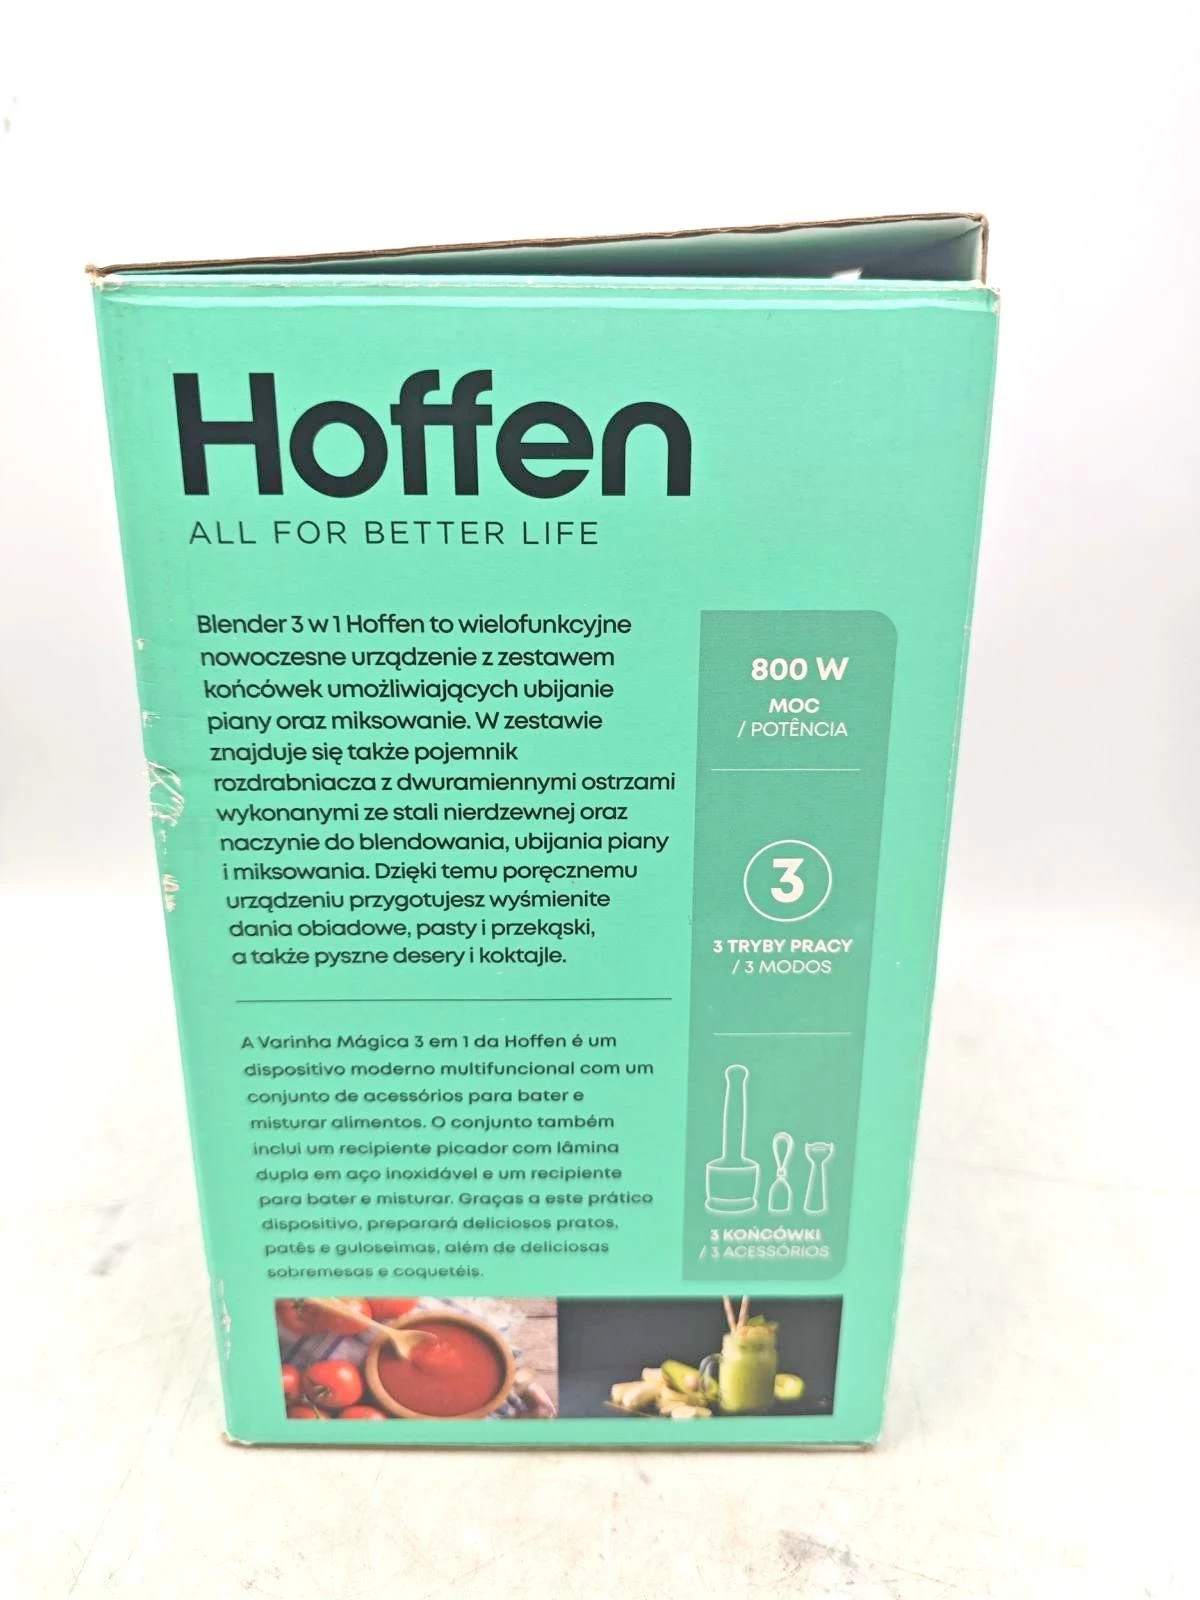 Hoffen
ALL FOR BETTER LIFE
Blender 3 w 1 Hoffen to wielofunkcyjne
nowoczesne urządzenie z zestawem
końcówek umożliwiających ubijanie
piany oraz miksowanie. W zestawie
znajduje się także pojemnik
rozdrabniacza z dwuramiennymi ostrzami
wykonanymi ze stali nierdzewnej oraz
naczynie do blendowania, ubijania piany
i miksowania. Dzięki temu poręcznemu
urządzeniu przygotujesz wyśmienite
dania obiadowe, pasty i przekąski,
a także pyszne desery i koktajle.
A Varinha Mágica 3 em 1 da Hoffen é um
dispositivo moderno multifuncional com um
conjunto de acessórios para bater e
misturar alimentos. O conjunto também
inclui um recipiente picador com lâmina
dupla em aço inoxidável e um recipiente
para bater e misturar. Graças a este prático
dispositivo, preparará deliciosos pratos,
patês e guloseimas, além de deliciosas
sobremesas e coquetéis.
800 W
MOC
/ POTÊNCIA
3
3 TRYBY PRACY
/ 3 MODOS
3 KOŃCÓWKI
/ 3 ACESSÓRIOS